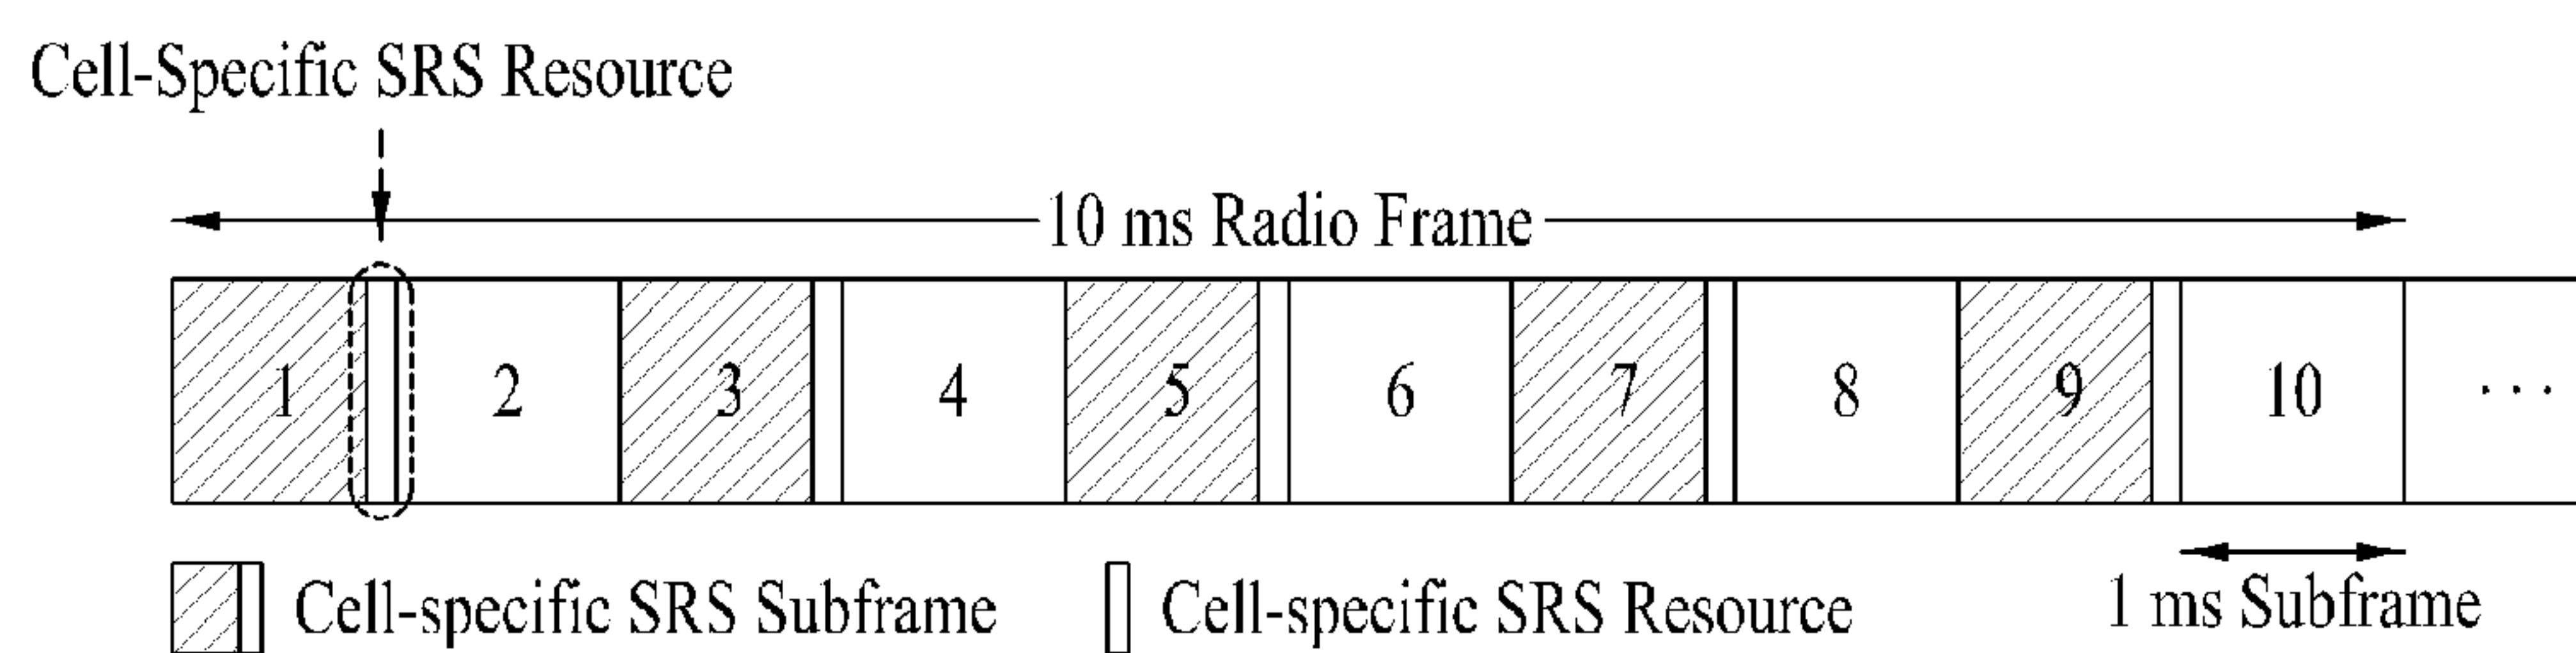 Cell-Specific SRS Resource
10 ms Radio Frame
1 2 3 4 5 6 7 8 9 10 ...
Cell-specific SRS Subframe
Cell-specific SRS Resource
1 ms Subframe